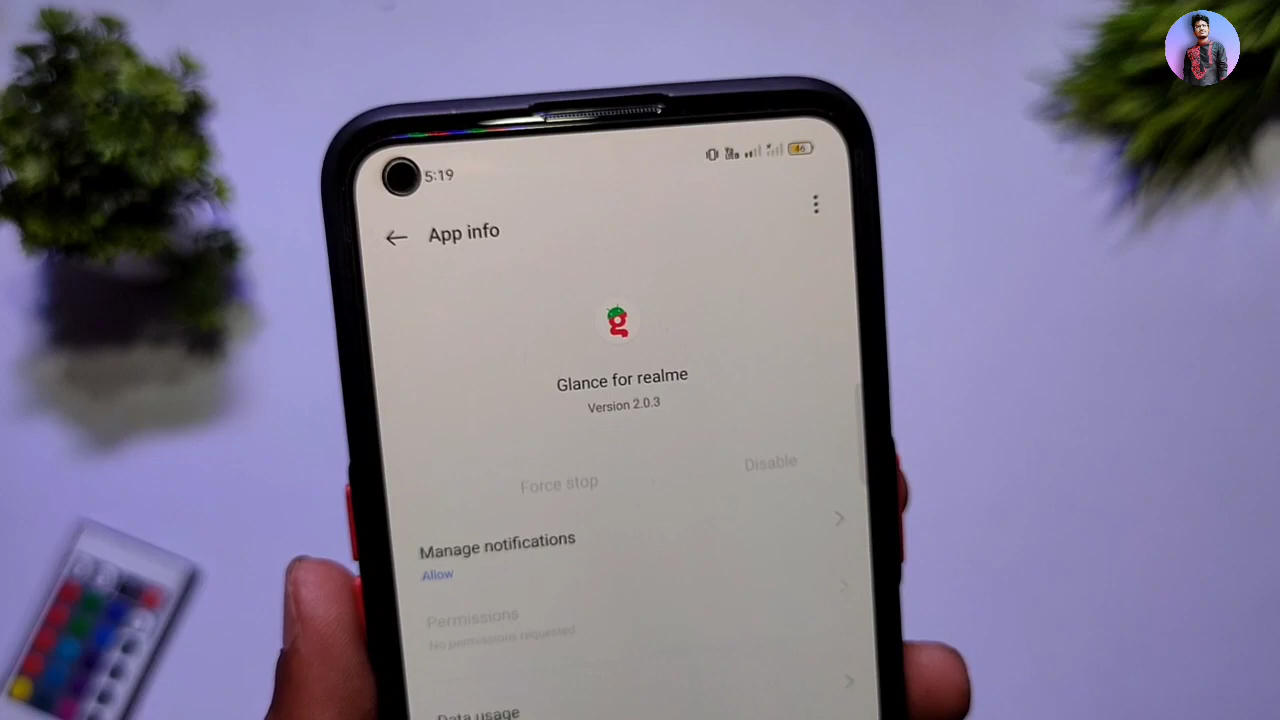 5:19
46
App info
Glance for realme
Version 2.0.3
Force stop
Disable
Manage notifications
Allow
Permissions
No permissions requested
Data usage